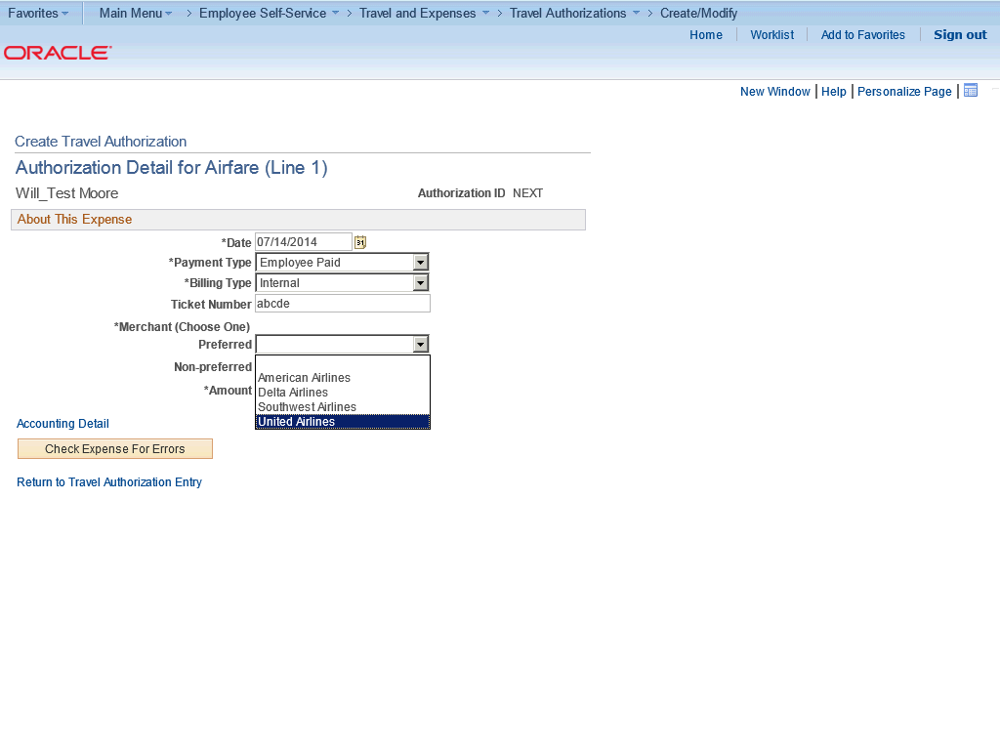 Favorites Main Menu > Employee Self-Service > Travel and Expenses > Travel Authorizations > Create/Modify
Home Worklist Add to Favorites Sign out
ORACLE
New Window | Help | Personalize Page |
Create Travel Authorization
Authorization Detail for Airfare (Line 1)
Will_Test Moore Authorization ID NEXT
About This Expense
*Date 07/14/2014 31
*Payment Type Employee Paid
*Billing Type Internal
Ticket Number abcde
*Merchant (Choose One)
Preferred
Non-preferred
American Airlines
*Amount Delta Airlines
Southwest Airlines
United Airlines
Accounting Detail
Check Expense For Errors
Return to Travel Authorization Entry